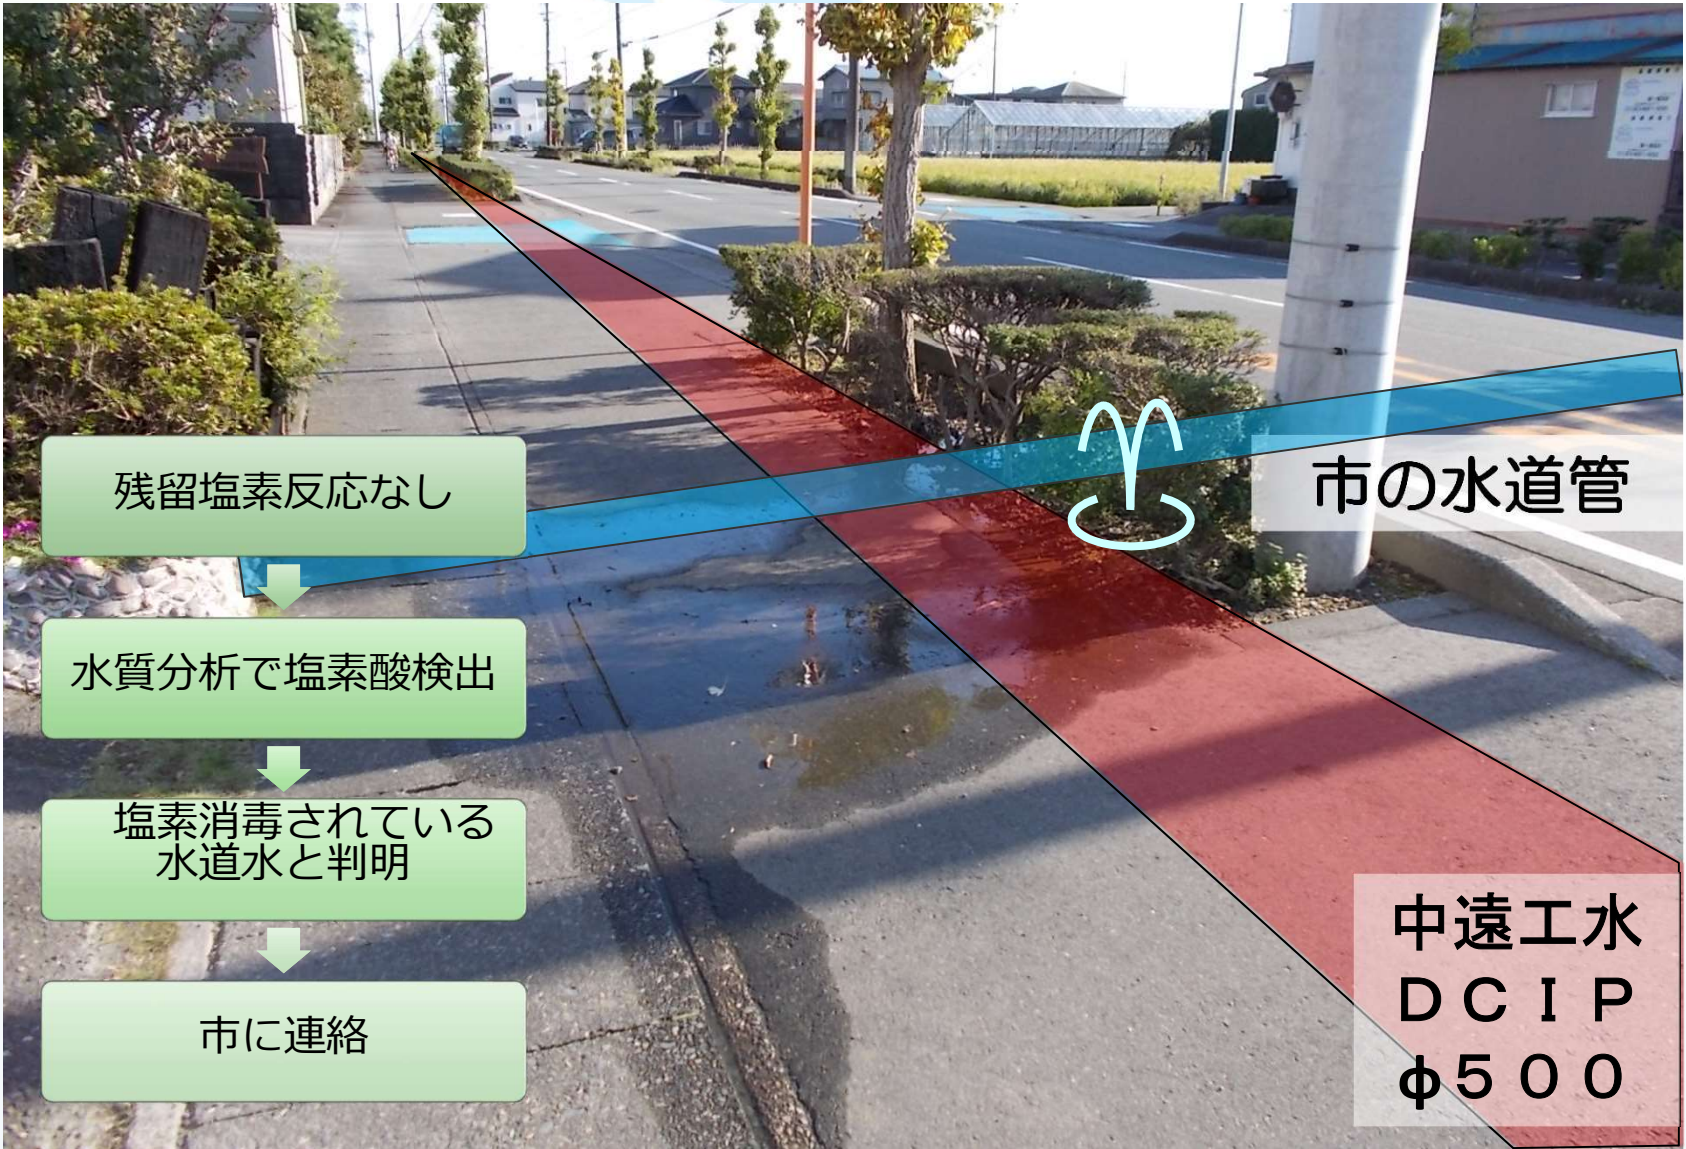 残留塩素反応なし
水質分析で塩素酸検出
塩素消毒されている
水道水と判明
市に連絡
市の水道管
中遠工水
ＤＣＩＰ
φ５００